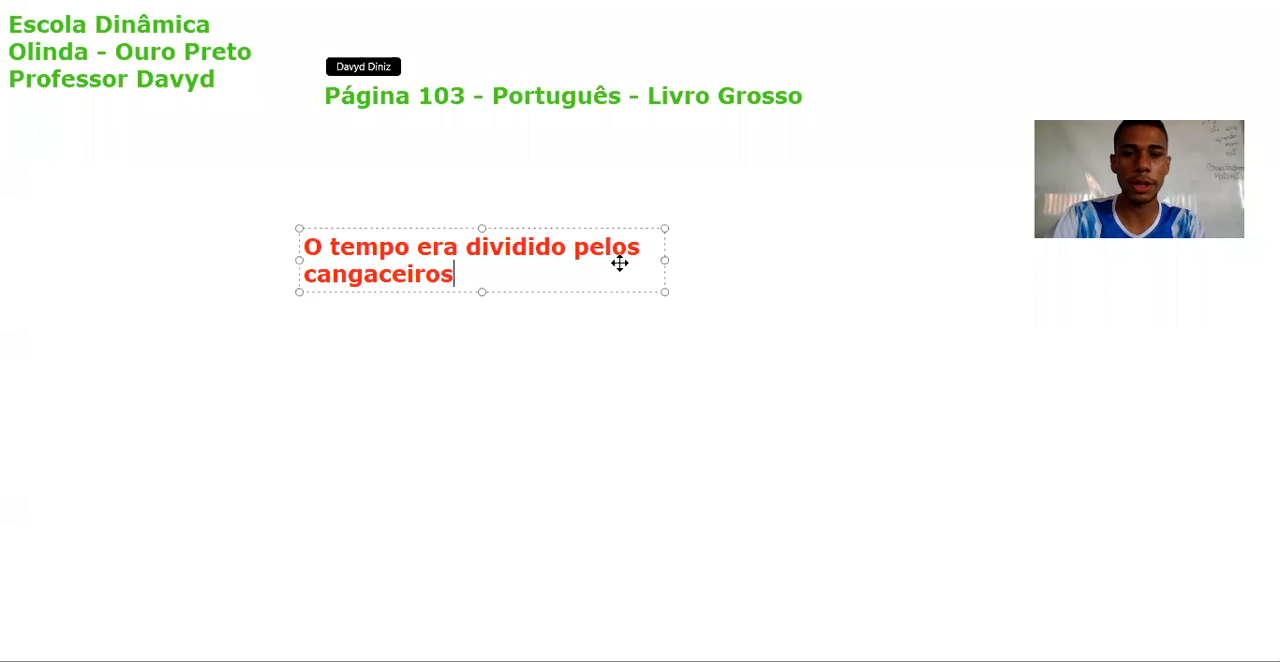 Escola Dinâmica
Olinda - Ouro Preto
Professor Davyd
Davyd Diniz
Página 103 - Português - Livro Grosso
O tempo era dividido pelos
cangaceiros